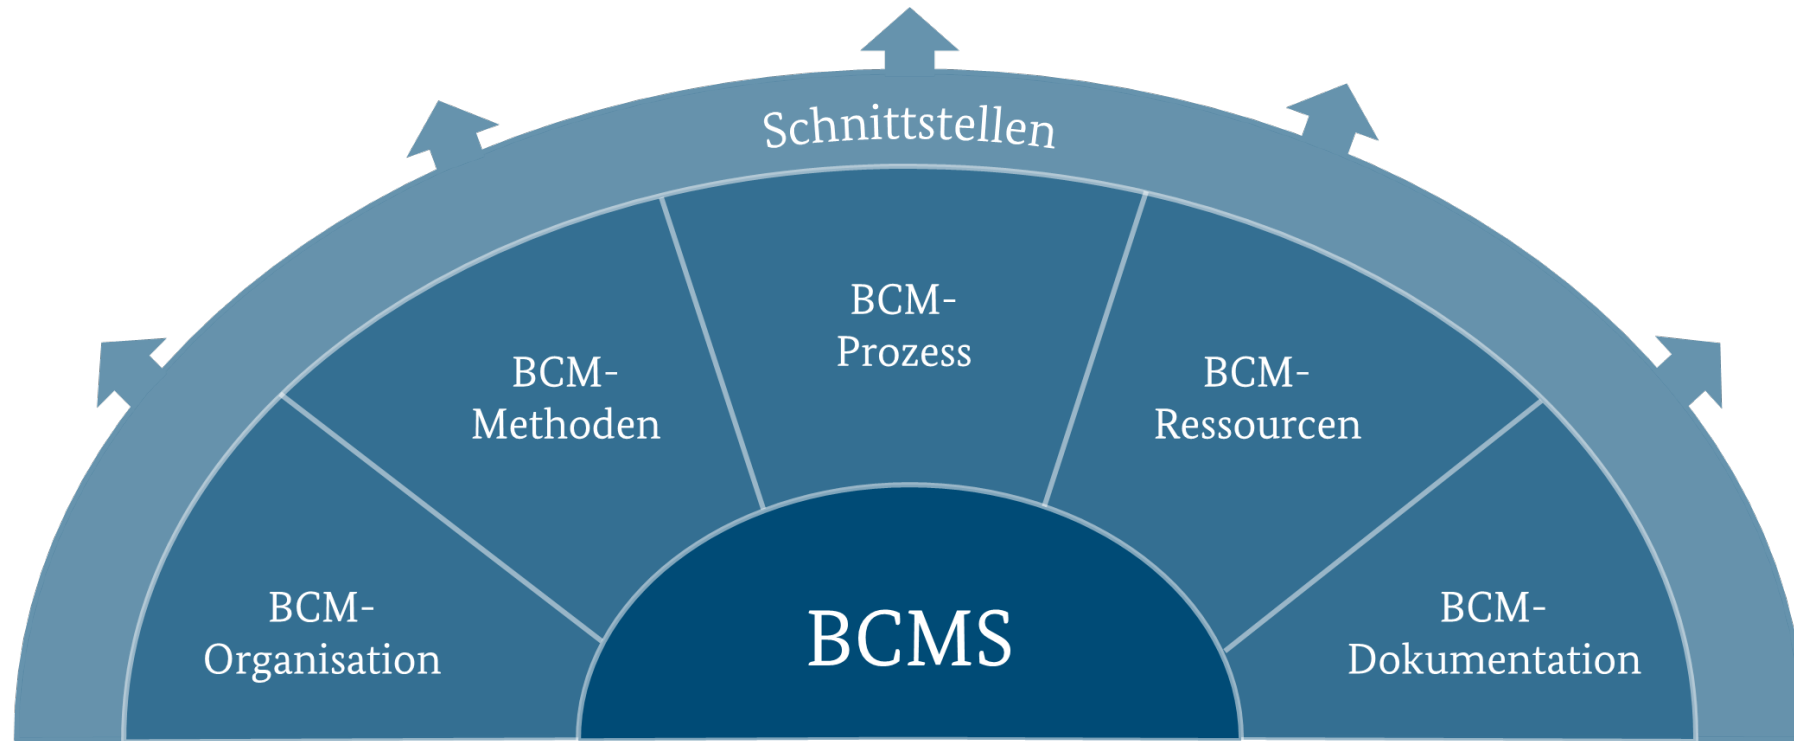 Schnittstellen
BCM-
Organisation
BCM-
Methoden
BCM-
Prozess
BCM-
Ressourcen
BCM-
Dokumentation
BCMS